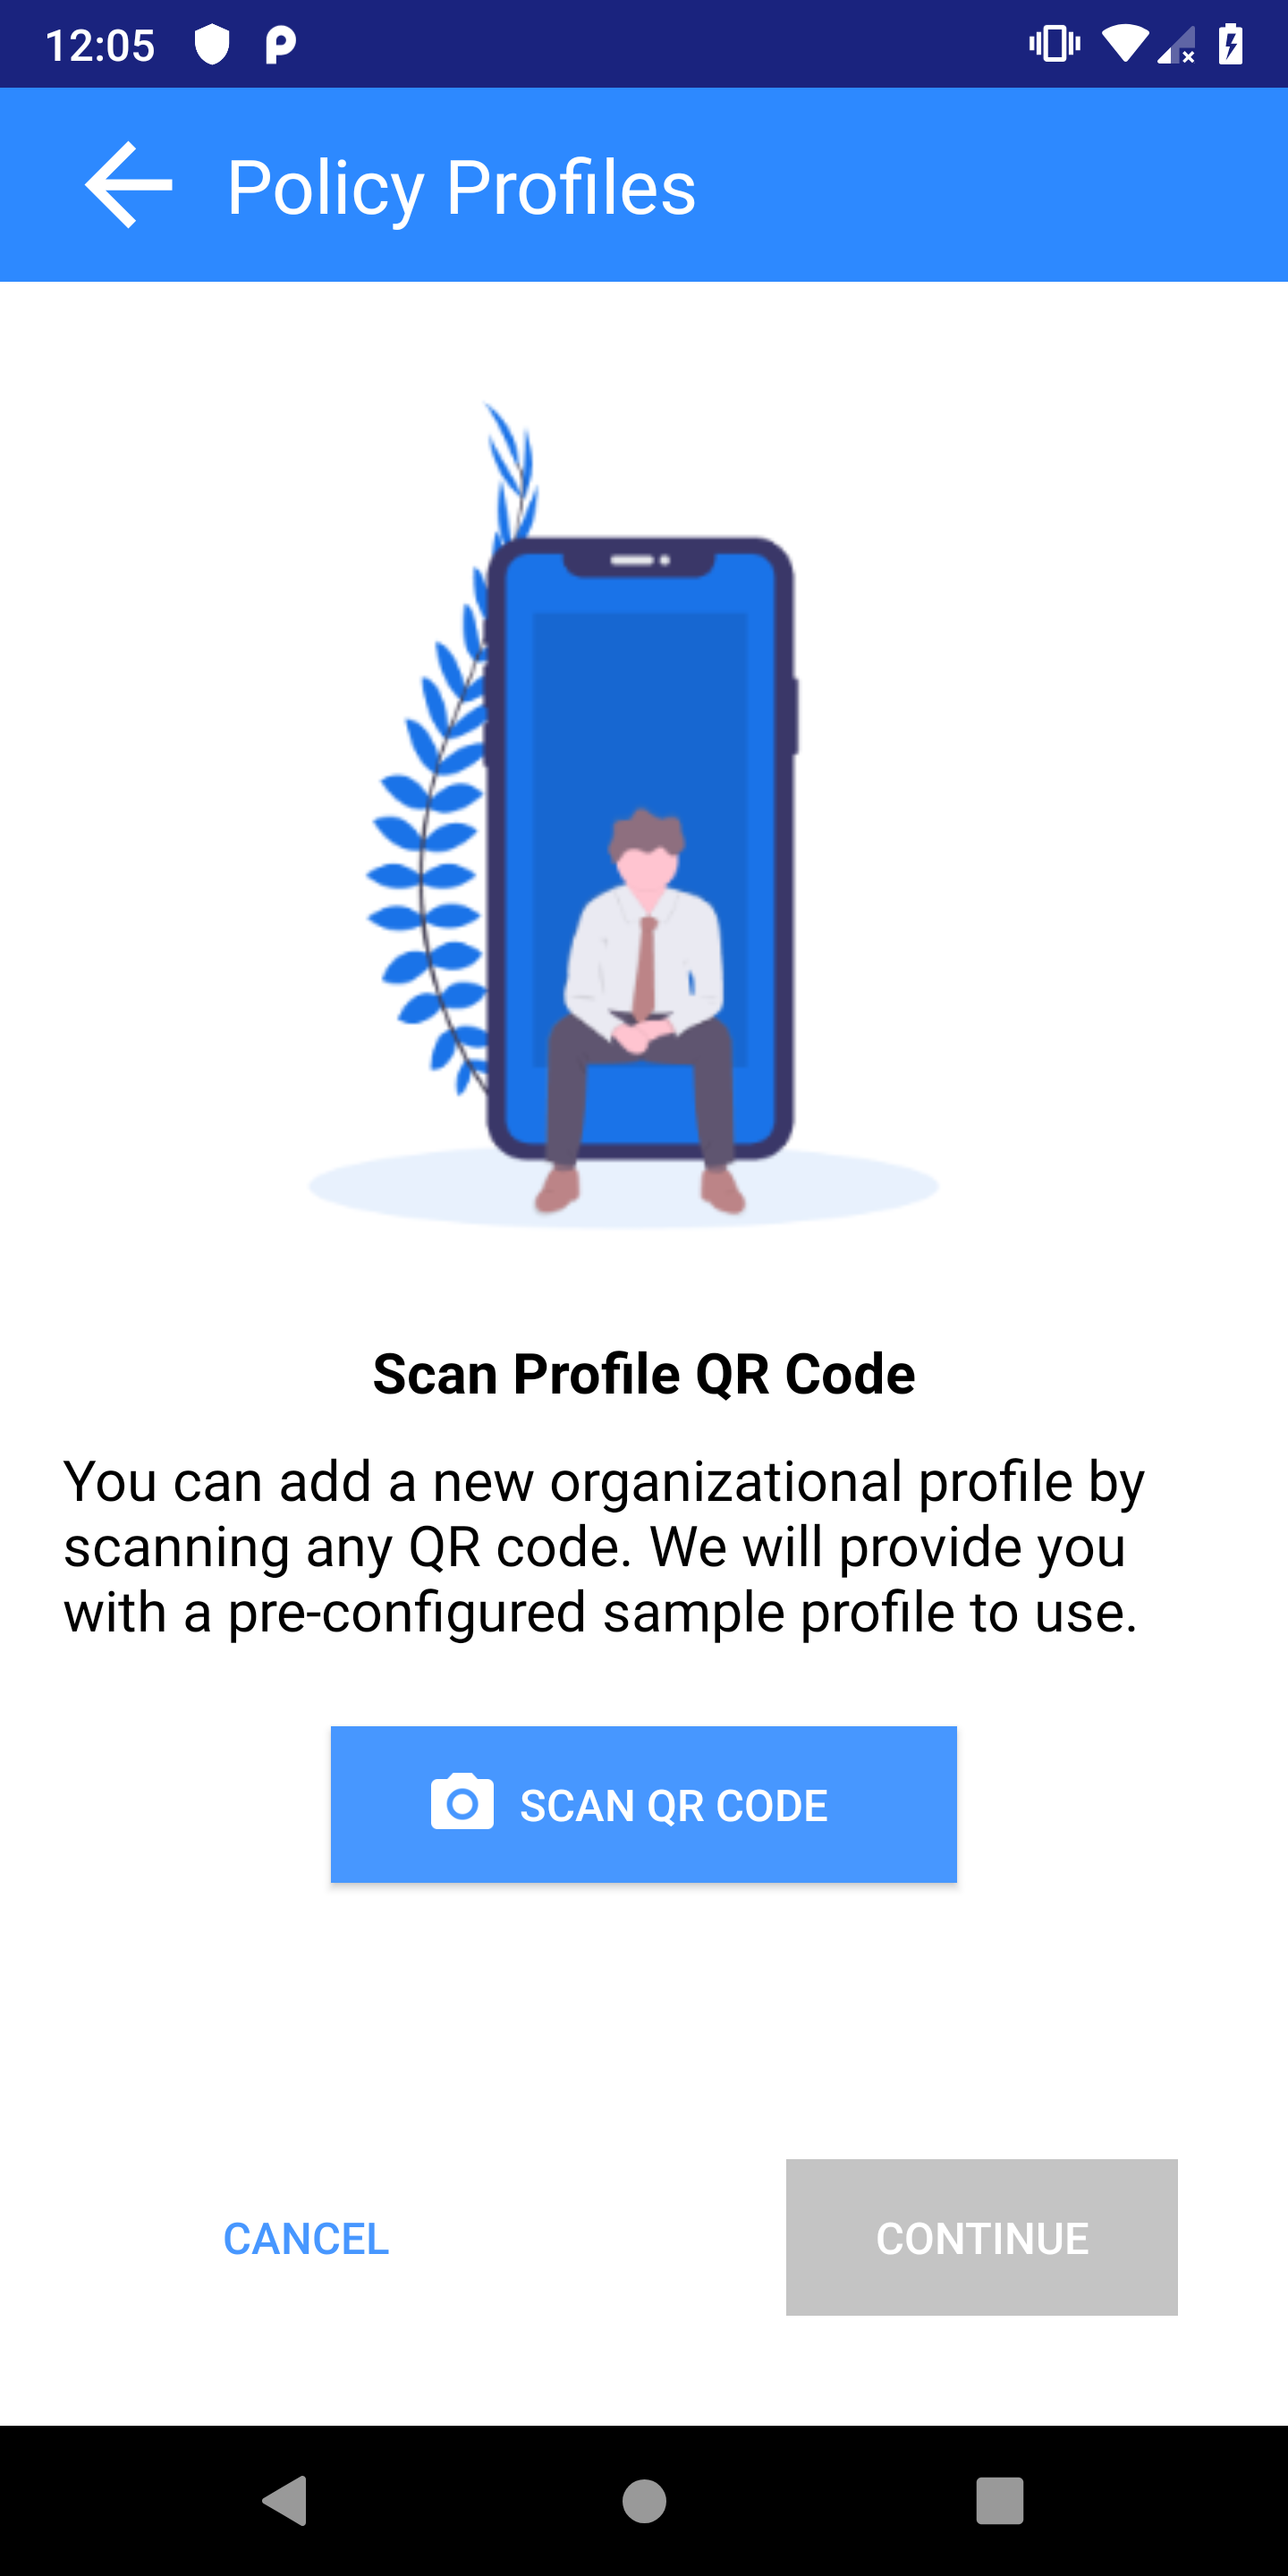 12:05
Policy Profiles
Scan Profile QR Code
You can add a new organizational profile by
scanning any QR code. We will provide you
with a pre-configured sample profile to use.
SCAN QR CODE
CANCEL
CONTINUE